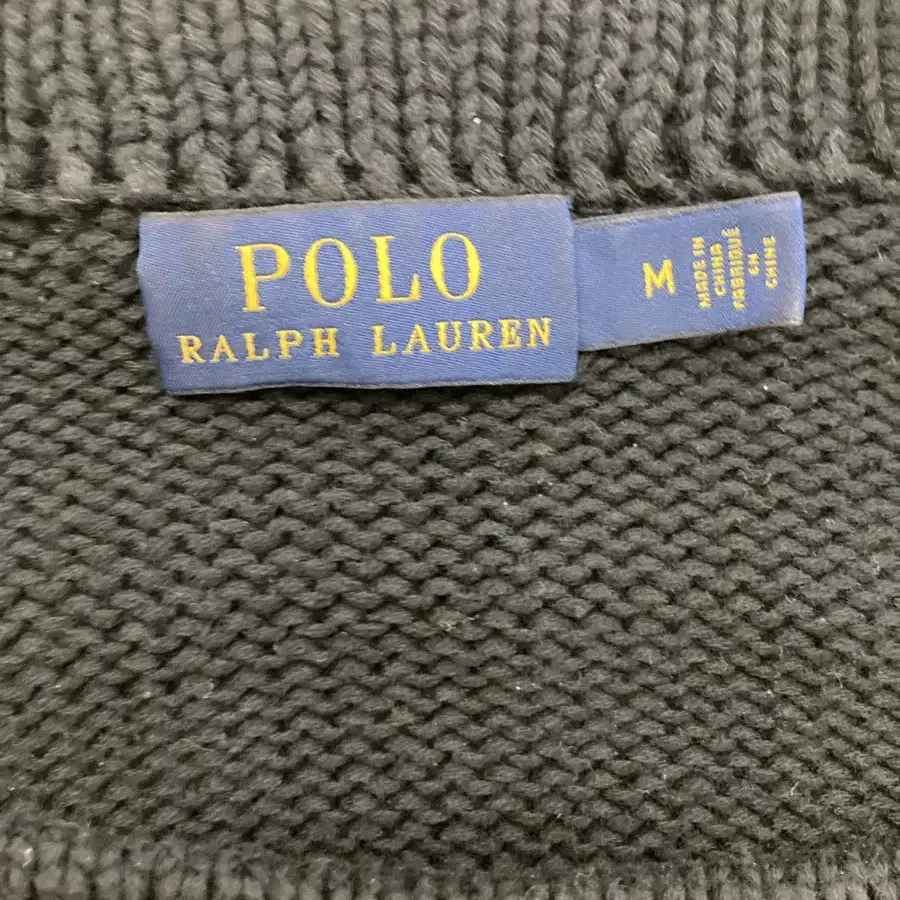 POLO
RALPH LAUREN
M
MADE IN
CHINA
FABRIQUÉ
EN
CHINE